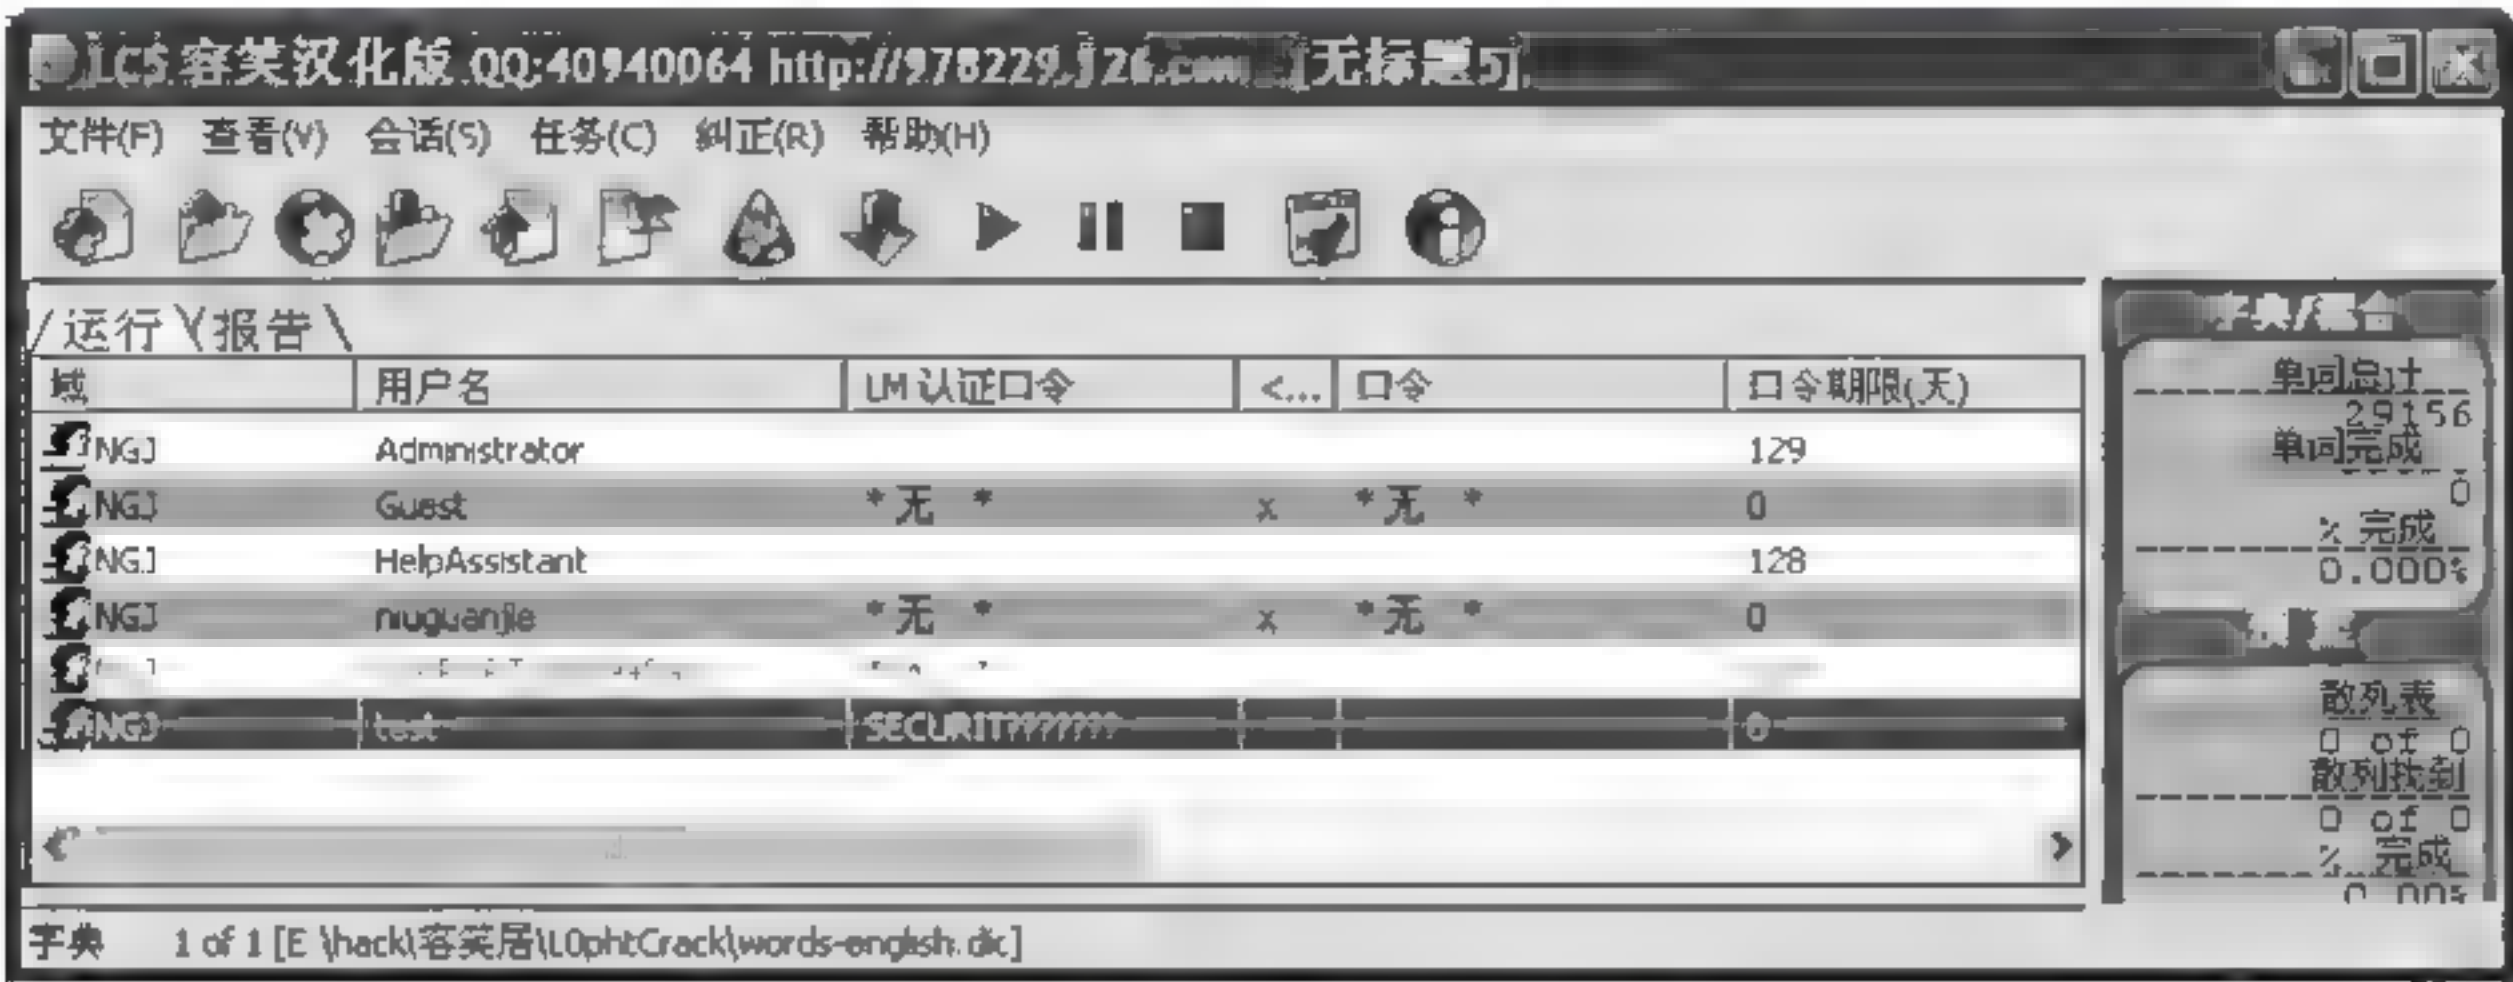 LC5 容笑汉化版 QQ:40940064 http://978229.126.com [无标题5]
文件(F) 查看(V) 会话(S) 任务(C) 纠正(R) 帮助(H)
运行 报告
域 用户名 LM 认证口令 <... 口令 口令期限(天)
NGJ Administrator 129
NGJ Guest * 无 * x * 无 * 0
NGJ HelpAssistant 128
NGJ niuguanjie * 无 * x * 无 * 0
NGJ test SECURIT??????? 0
单词总计
29156
单词完成
0
% 完成
0.000%
散列表
0 of 0
散列找到
0 of 0
% 完成
0.00%
字典 1 of 1 [E \hack\容笑居\L0phtCrack\words-english.dic]